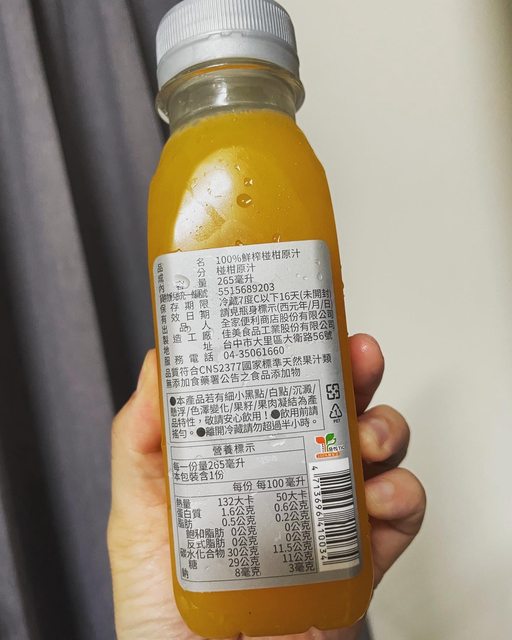 品名 100%鮮榨椪柑原汁
成分 椪柑原汁
內容量 265毫升
統一編號 5515689203
保存期限 冷藏7度C以下16天(未開封)
有效日期 請見瓶身標示(西元年/月/日)
出品人 全家便利商店股份有限公司
製造工廠 佳美食品工業股份有限公司
地址 台中市大里區大衛路56號
服務電話 04-35061660
品質符合CNS2377國家標準天然果汁類
無添加食藥署公告之食品添加物
●本產品若有細小黑點/白點/沉澱/
懸浮/色澤變化/果籽/果肉凝結為產
品特性，敬請安心飲用！●飲用前請
搖勻。●離開冷藏請勿超過半小時。
PET
營養標示
每一份量265毫升
本包裝含1份
每份 每100毫升
熱量 132大卡 50大卡
蛋白質 1.6公克 0.6公克
脂肪 0.5公克 0.2公克
飽和脂肪 0公克 0公克
反式脂肪 0公克 0公克
碳水化合物 30公克 11.5公克
糖 29公克 11公克
鈉 8毫克 3毫克
4713696410034